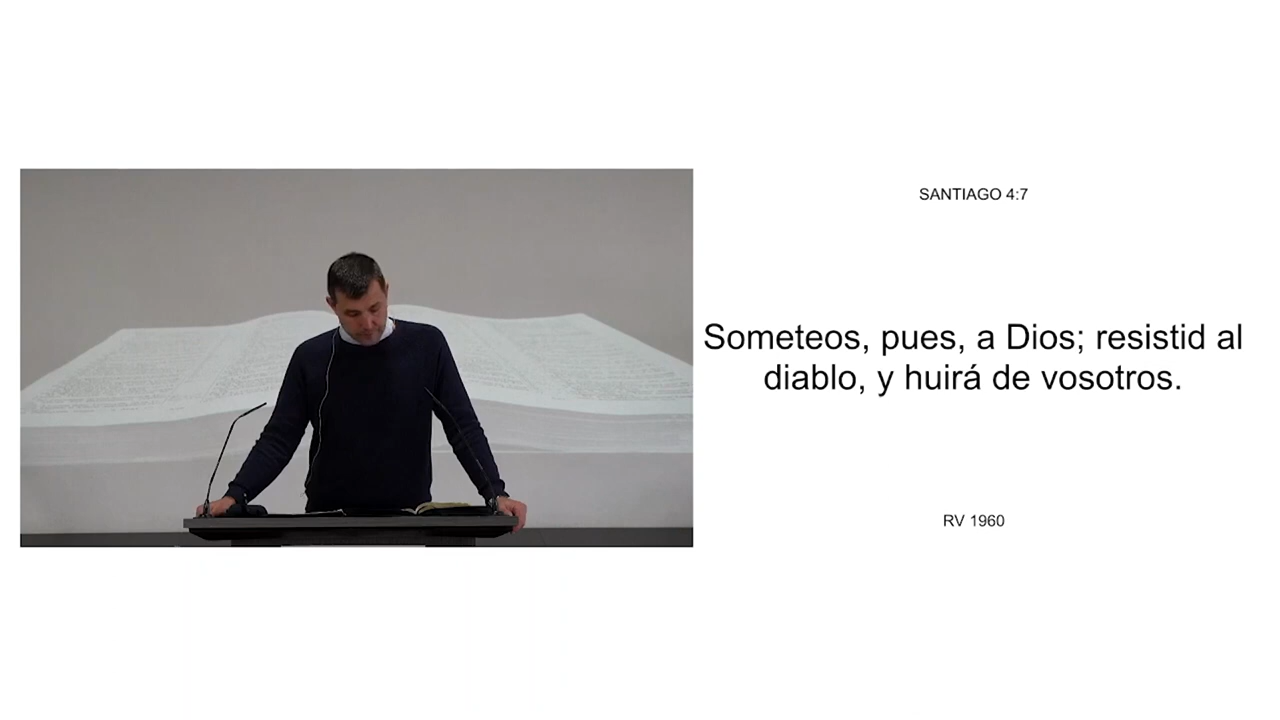 SANTIAGO 4:7
Someteos, pues, a Dios; resistid al
diablo, y huirá de vosotros.
RV 1960